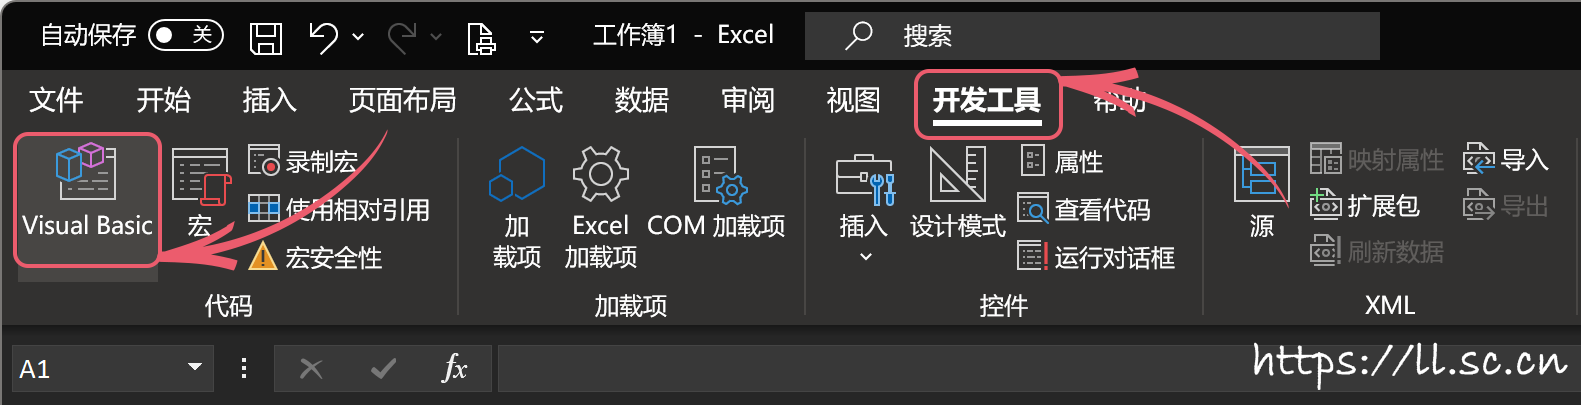 自动保存 关 工作簿1 - Excel 搜索
文件 开始 插入 页面布局 公式 数据 审阅 视图 开发工具 帮助
Visual Basic
宏
录制宏
使用相对引用
宏安全性
代码
加
载项
Excel
加载项
COM 加载项
加载项
插入
设计模式
属性
查看代码
运行对话框
控件
源
映射属性
扩展包
刷新数据
导入
导出
XML
A1 fx
https://ll.sc.cn